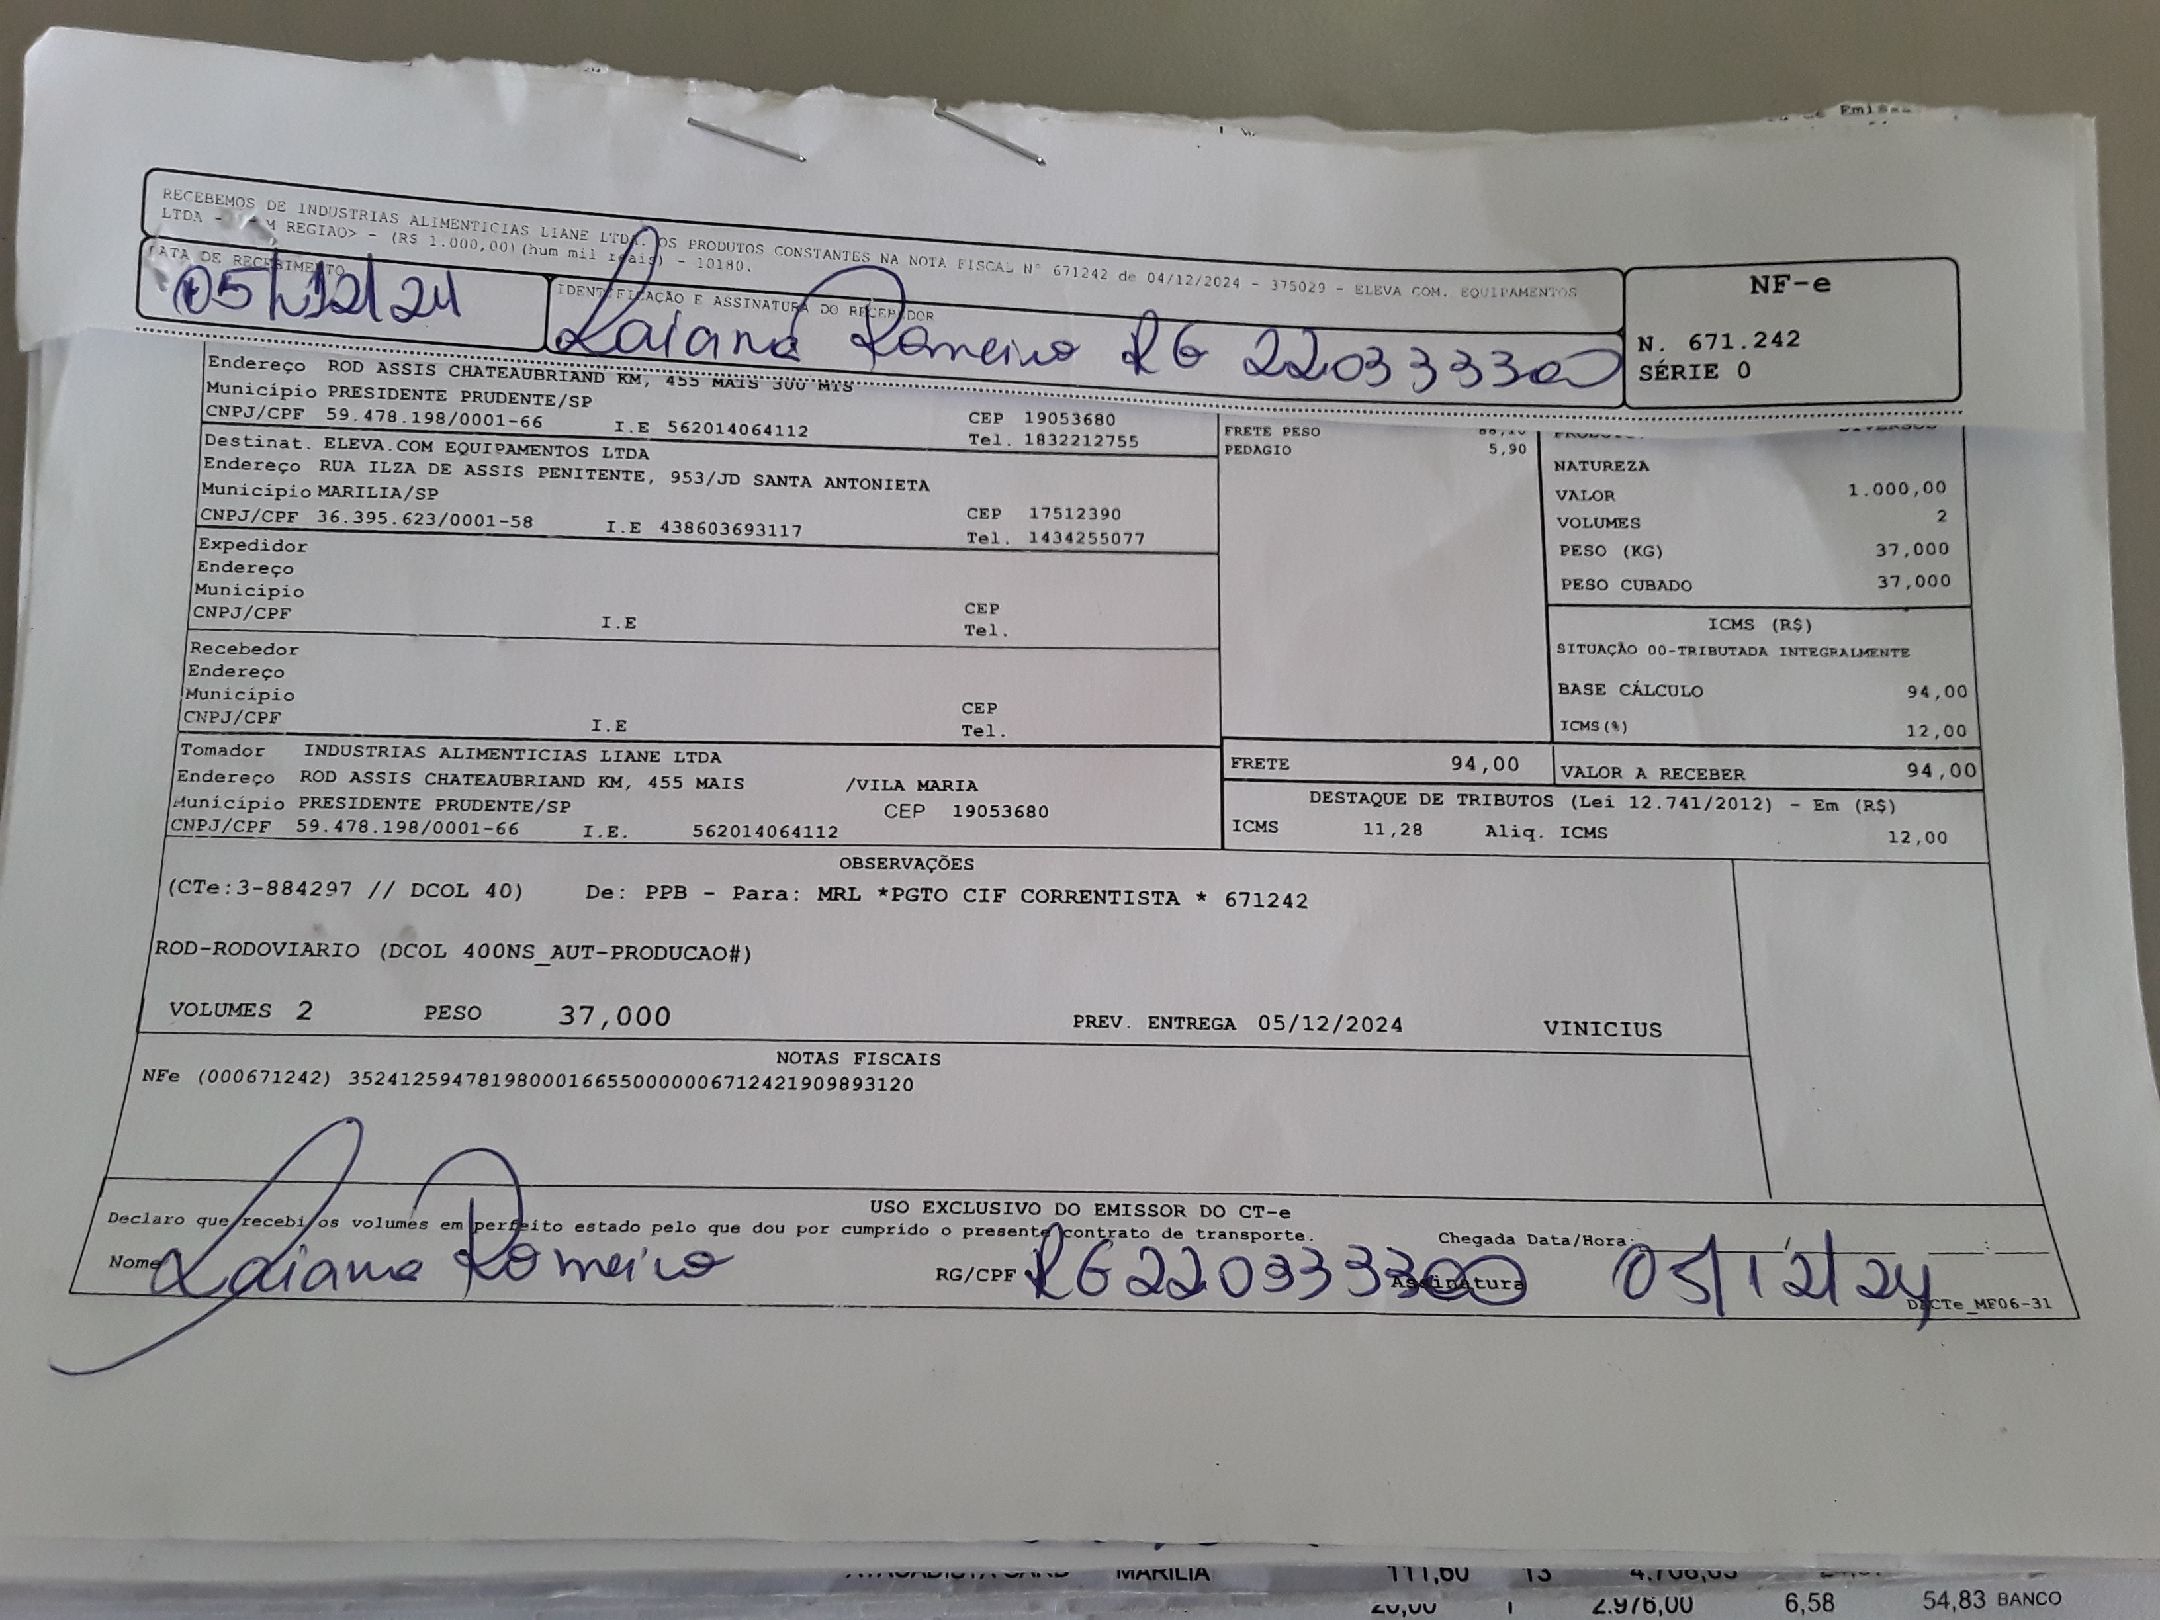 RECEBEMOS DE INDUSTRIAS ALIMENTICIAS LIANE LTDA. OS PRODUTOS CONSTANTES NA NOTA FISCAL N° 671242 de 04/12/2024 - 375029 - ELEVA COM. EQUIPAMENTOS
LTDA - REGIAO> - (R$ 1.000,00) (hum mil reais) - 10180.
DATA DE RECEBIMENTO
05/12/24
IDENTIFICAÇÃO E ASSINATURA DO RECEBEDOR
Laiana Romeiro RG 220333300
NF-e
N. 671.242
SÉRIE 0
Endereço ROD ASSIS CHATEAUBRIAND KM, 455 MAIS 300 MTS
Município PRESIDENTE PRUDENTE/SP
CNPJ/CPF 59.478.198/0001-66 I.E 562014064112
CEP 19053680
Tel. 1832212755
Destinat. ELEVA.COM EQUIPAMENTOS LTDA
Endereço RUA ILZA DE ASSIS PENITENTE, 953/JD SANTA ANTONIETA
Município MARILIA/SP
CNPJ/CPF 36.395.623/0001-58 I.E 438603693117
CEP 17512390
Tel. 1434255077
Expedidor
Endereço
Município
CNPJ/CPF I.E
CEP
Tel.
Recebedor
Endereço
Município
CNPJ/CPF I.E
CEP
Tel.
Tomador INDUSTRIAS ALIMENTICIAS LIANE LTDA
Endereço ROD ASSIS CHATEAUBRIAND KM, 455 MAIS /VILA MARIA
Município PRESIDENTE PRUDENTE/SP CEP 19053680
CNPJ/CPF 59.478.198/0001-66 I.E. 562014064112
FRETE PESO 88,10
PEDAGIO 5,90
DIVERSOS
NATUREZA
VALOR 1.000,00
VOLUMES 2
PESO (KG) 37,000
PESO CUBADO 37,000
ICMS (R$)
SITUAÇÃO 00-TRIBUTADA INTEGRALMENTE
BASE CÁLCULO 94,00
ICMS(%) 12,00
FRETE 94,00
VALOR A RECEBER 94,00
DESTAQUE DE TRIBUTOS (Lei 12.741/2012) - Em (R$)
ICMS 11,28 Aliq. ICMS 12,00
OBSERVAÇÕES
(CTe:3-884297 // DCOL 40) De: PPB - Para: MRL *PGTO CIF CORRENTISTA * 671242
ROD-RODOVIARIO (DCOL 400NS_AUT-PRODUCAO#)
VOLUMES 2 PESO 37,000 PREV. ENTREGA 05/12/2024 VINICIUS
NOTAS FISCAIS
NFe (000671242) 35241259478198000166550000006712421909893120
USO EXCLUSIVO DO EMISSOR DO CT-e
Declaro que recebi os volumes em perfeito estado pelo que dou por cumprido o presente contrato de transporte.
Chegada Data/Hora:
Nome Laiana Romeiro RG/CPF RG 220333300 Assinatura 05/12/24
DACTe_MF06-31
MARILIA 111,60 13
2.976,00 6,58 54,83 BANCO